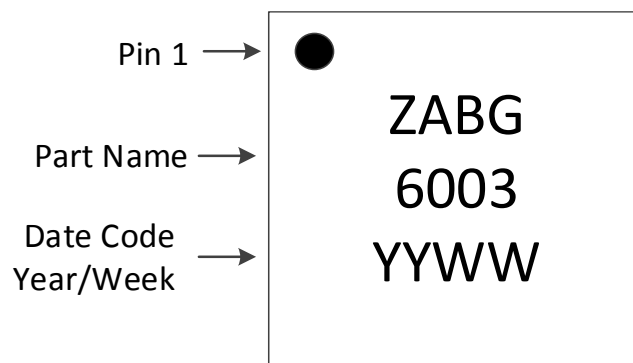 Pin 1
Part Name
Date Code
Year/Week
ZABG
6003
YYWW